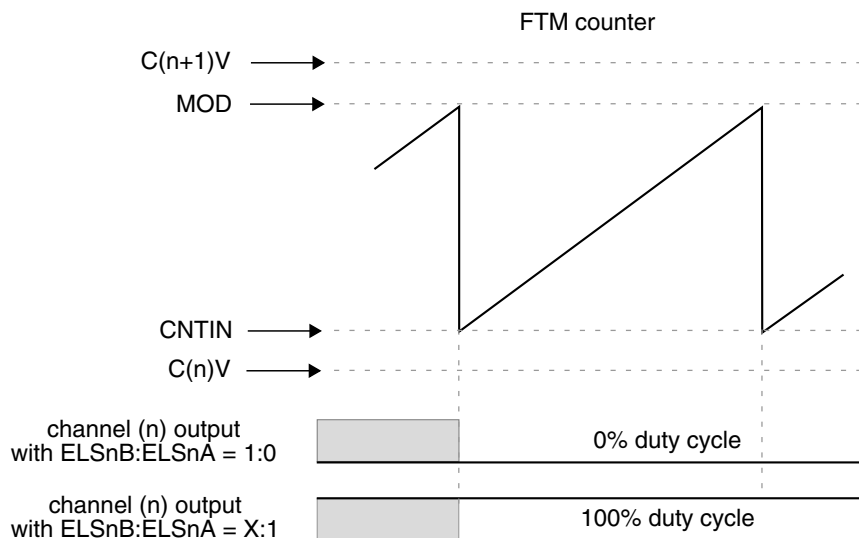 FTM counter
C(n+1)V
MOD
CNTIN
C(n)V
channel (n) output
with ELSnB:ELSnA = 1:0
0% duty cycle
channel (n) output
with ELSnB:ELSnA = X:1
100% duty cycle